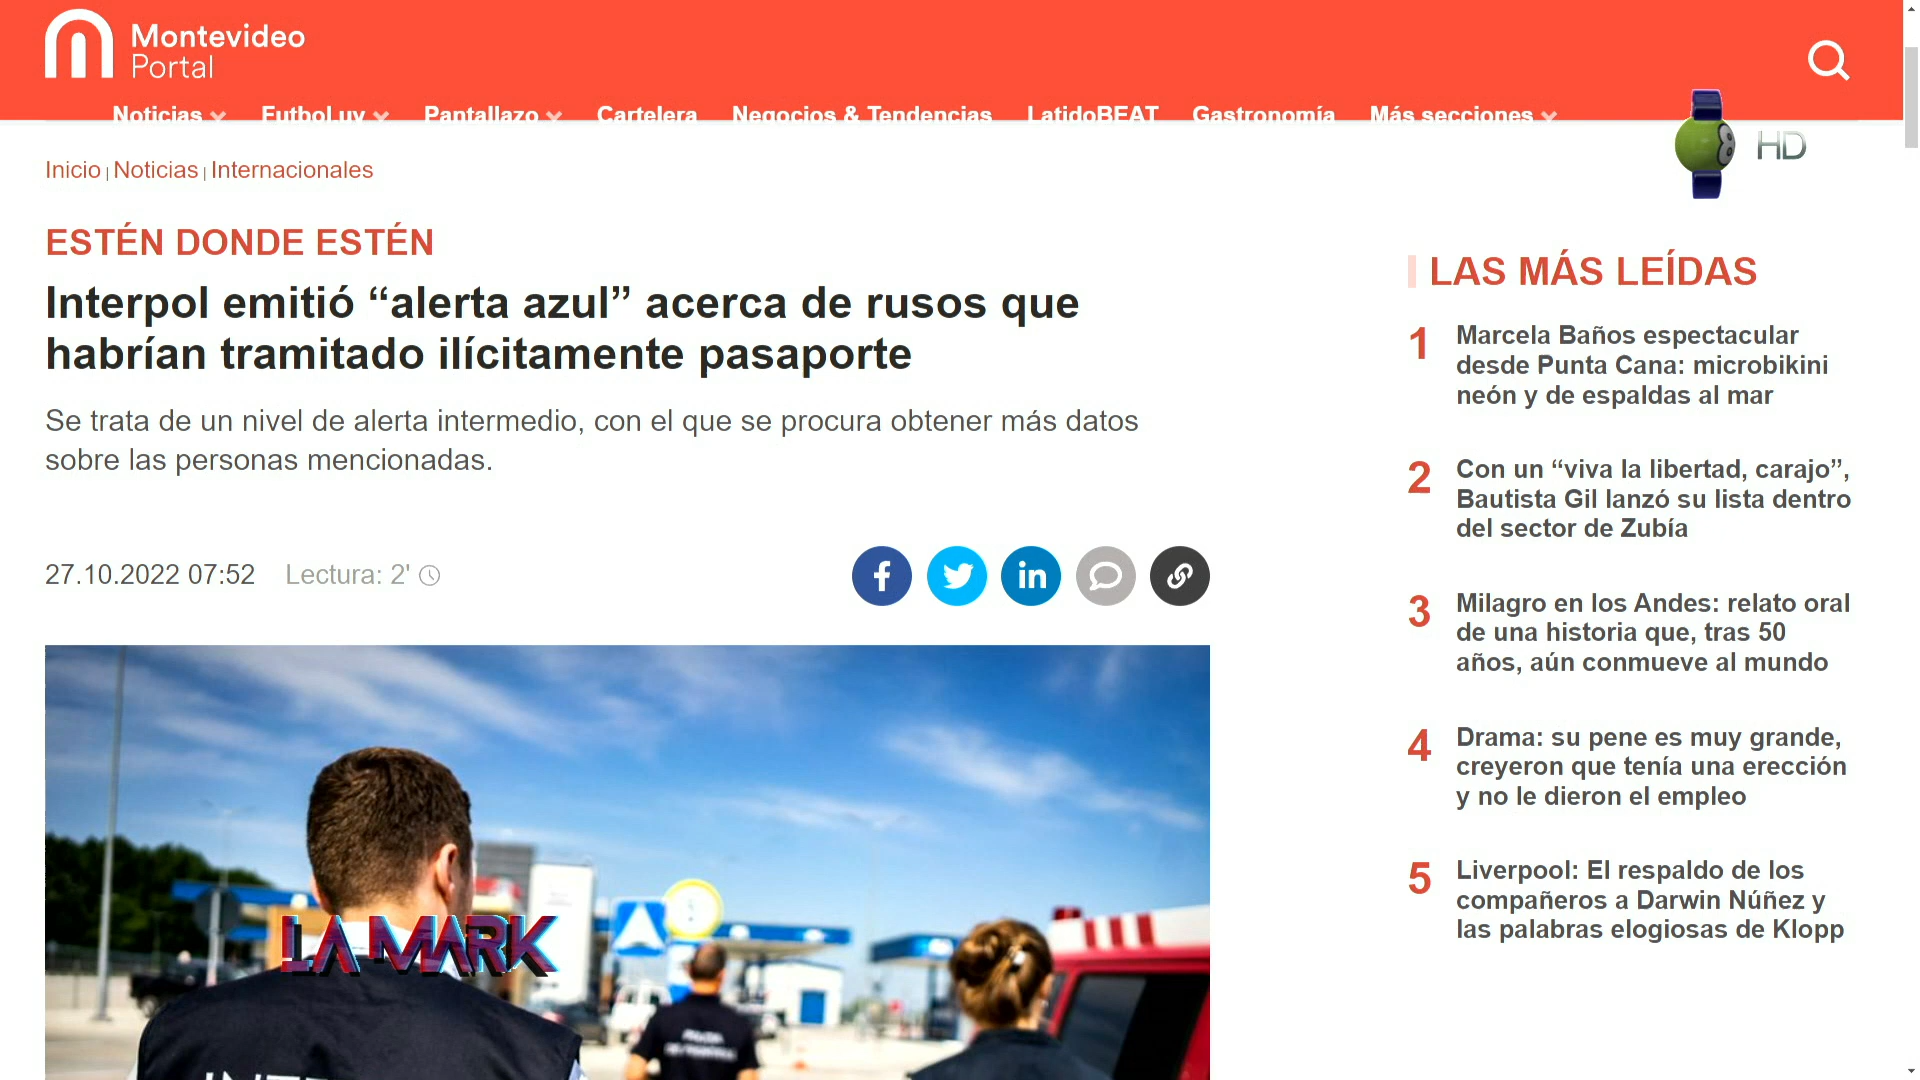 Montevideo
Portal
Noticias
Futbol.uy
Pantallazo
Cartelera
Negocios & Tendencias
LatidoBEAT
Gastronomía
Más secciones
8
HD
Inicio | Noticias | Internacionales
ESTÉN DONDE ESTÉN
Interpol emitió “alerta azul” acerca de rusos que
habrían tramitado ilícitamente pasaporte
Se trata de un nivel de alerta intermedio, con el que se procura obtener más datos
sobre las personas mencionadas.
27.10.2022 07:52 Lectura: 2'
LA MARK
LAS MÁS LEÍDAS
1 Marcela Baños espectacular
desde Punta Cana: microbikini
neón y de espaldas al mar
2 Con un “viva la libertad, carajo”,
Bautista Gil lanzó su lista dentro
del sector de Zubía
3 Milagro en los Andes: relato oral
de una historia que, tras 50
años, aún conmueve al mundo
4 Drama: su pene es muy grande,
creyeron que tenía una erección
y no le dieron el empleo
5 Liverpool: El respaldo de los
compañeros a Darwin Núñez y
las palabras elogiosas de Klopp